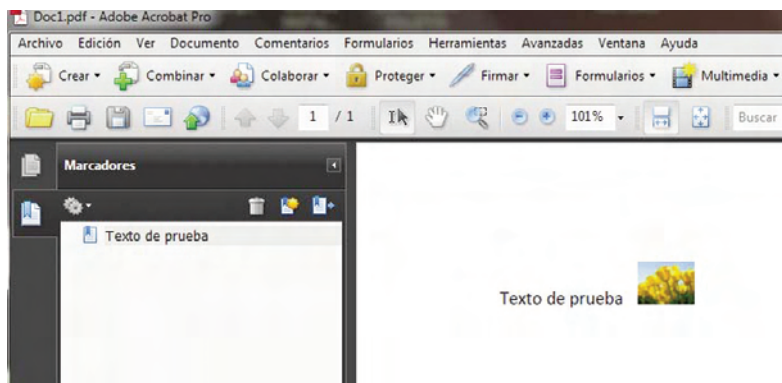 Doc1.pdf - Adobe Acrobat Pro
Archivo Edición Ver Documento Comentarios Formularios Herramientas Avanzadas Ventana Ayuda
Crear Combinar Colaborar Proteger Firmar Formularios Multimedia
1 / 1 101% Buscar
Marcadores
Texto de prueba
Texto de prueba